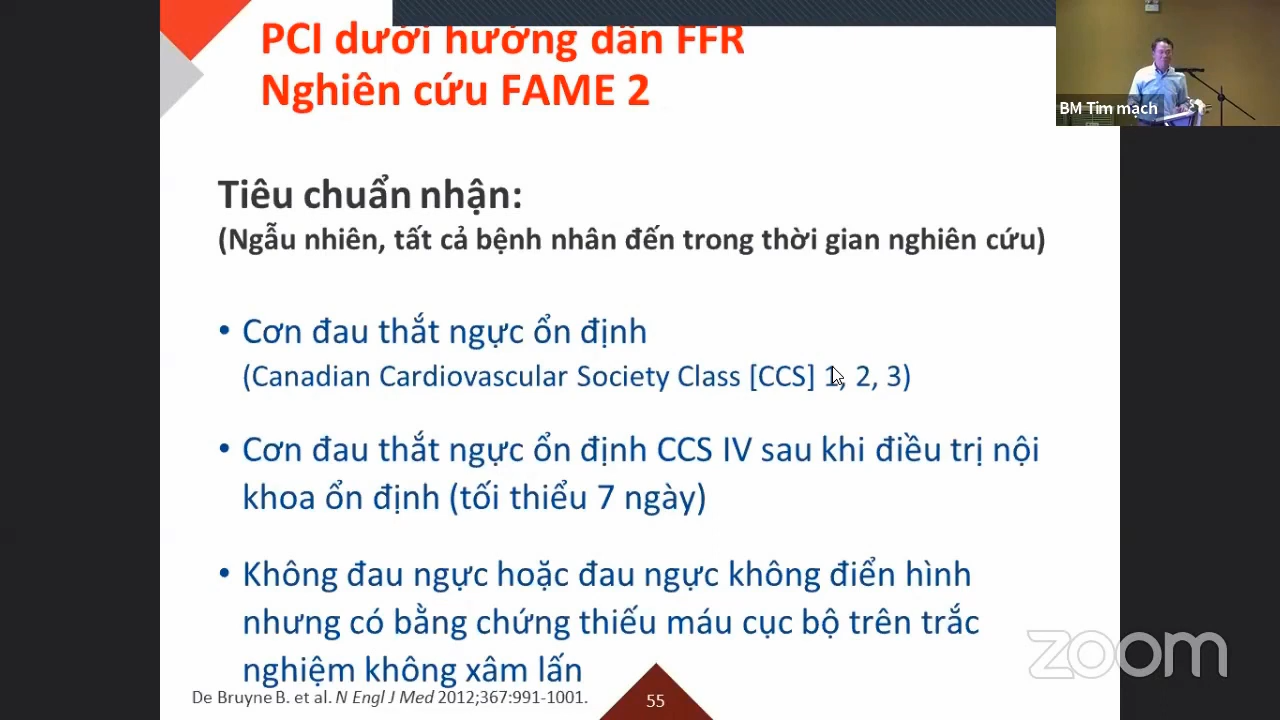 PCI dưới hướng dẫn FFR
Nghiên cứu FAME 2
BM Tim mạch
Tiêu chuẩn nhận:
(Ngẫu nhiên, tất cả bệnh nhân đến trong thời gian nghiên cứu)
• Cơn đau thắt ngực ổn định
(Canadian Cardiovascular Society Class [CCS] 1, 2, 3)
• Cơn đau thắt ngực ổn định CCS IV sau khi điều trị nội
khoa ổn định (tối thiểu 7 ngày)
• Không đau ngực hoặc đau ngực không điển hình
nhưng có bằng chứng thiếu máu cục bộ trên trắc
nghiệm không xâm lấn
De Bruyne B. et al. N Engl J Med 2012;367:991-1001.
55
zoom